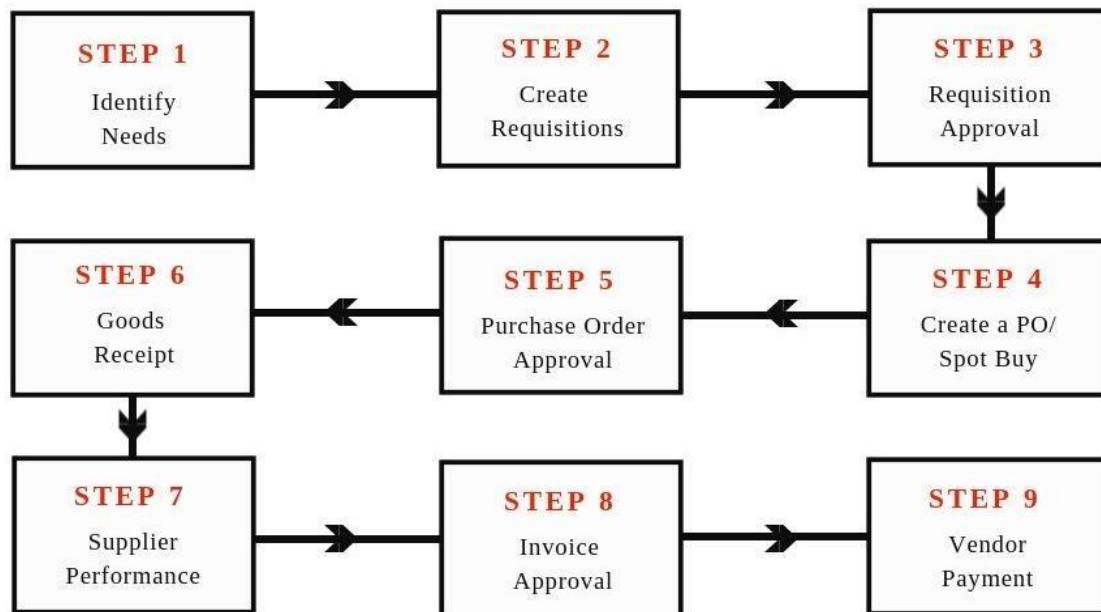 STEP 1
Identify
Needs
STEP 2
Create
Requisitions
STEP 3
Requisition
Approval
STEP 4
Create a PO/
Spot Buy
STEP 5
Purchase Order
Approval
STEP 6
Goods
Receipt
STEP 7
Supplier
Performance
STEP 8
Invoice
Approval
STEP 9
Vendor
Payment